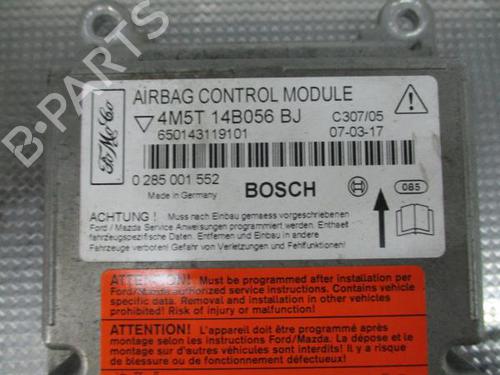 B-PARTS
FoMoCo
AIRBAG CONTROL MODULE
4M5T 14B056 BJ C307/05
650143119101 07-03-17
0 285 001 552 BOSCH 085
Made in Germany
ACHTUNG ! Muss nach Einbau gemaess vorgeschriebenen
Ford / Mazda Service Anweisungen programmiert werden. Enthaet
fahrzeugspezifische Daten. Entfernen und Einbau in andere
Fahrzeuge verboten! Gefahr von Verletzungen und Fehlfunktionen!
ATTENTION! Must be programmed after installation per
Ford/Mazda authorized service instructions. Contains vehicle
specific data. Removal and installation in other vehicles
prohibited! Risk of injury or malfunction!
ATTENTION! L'appareil doit être programmé après
montage selon les instructions Ford/Mazda. La dépose et le
montage sur d'autres véhicules sont interdits! Il y a risque
de blessure ou de fonctionnement défectueux!